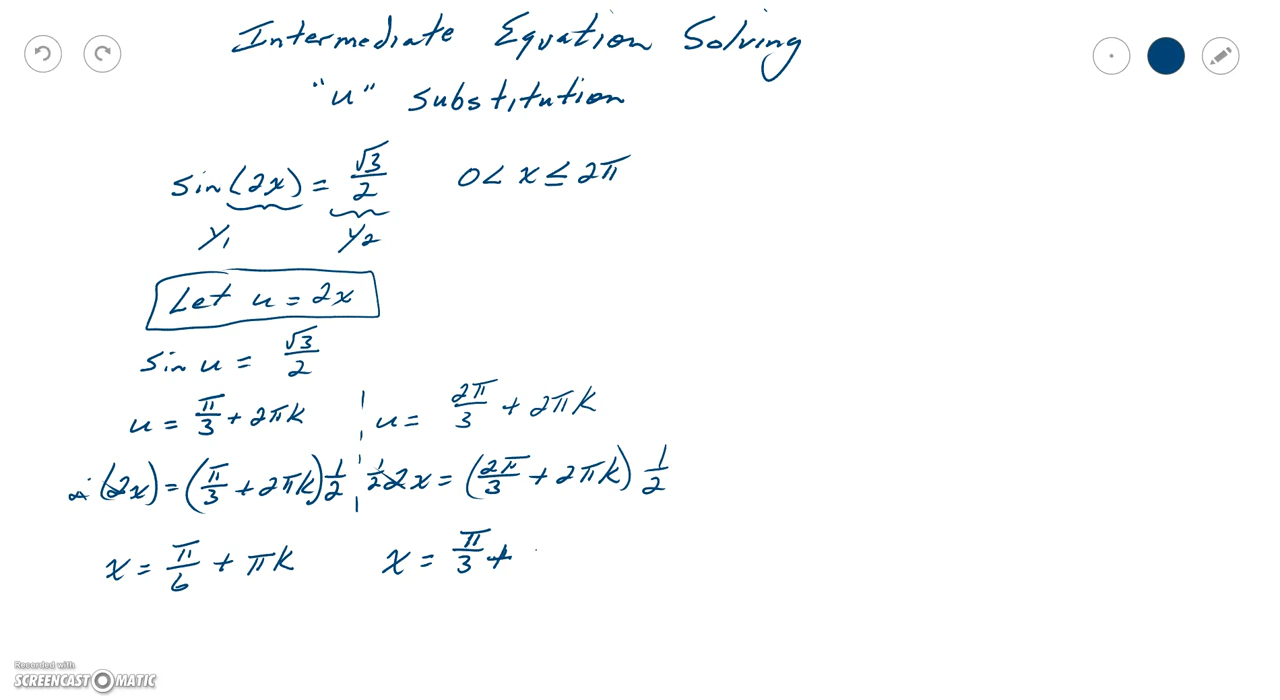 Intermediate Equation Solving
"u" substitution
sin(2x) = √3/2 0 < x ≤ 2π
y₁ y₂
Let u = 2x
sin u = √3/2
u = π/3 + 2πk u = 2π/3 + 2πk
(2x) = (π/3 + 2πk) 1/2 1/2 2x = (2π/3 + 2πk) 1/2
x = π/6 + πk x = π/3 +
Recorded with
SCREENCAST-O-MATIC